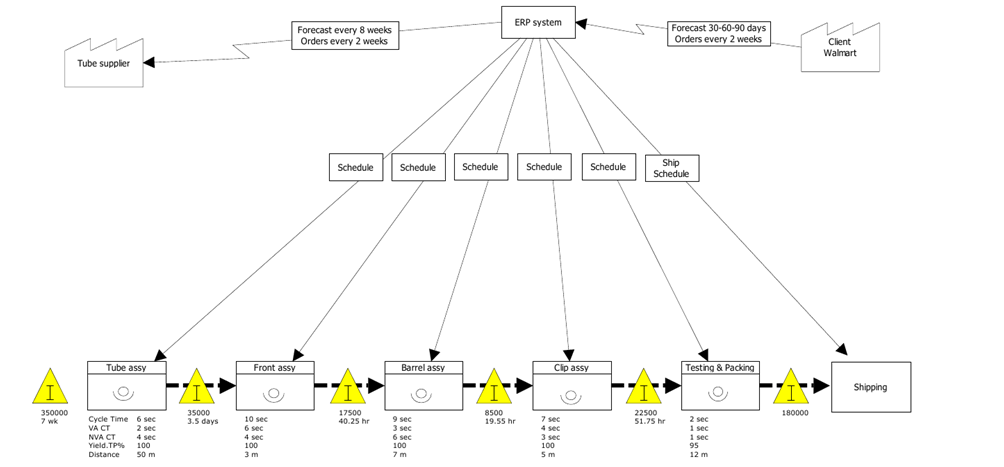 Tube supplier
Forecast every 8 weeks
Orders every 2 weeks
ERP system
Forecast 30-60-90 days
Orders every 2 weeks
Client
Walmart
Schedule
Schedule
Schedule
Schedule
Schedule
Ship
Schedule
I
350000
7 wk
Tube assy
I
35000
3.5 days
Front assy
I
17500
40.25 hr
Barrel assy
I
8500
19.55 hr
Clip assy
I
22500
51.75 hr
Testing & Packing
I
180000
Shipping
Cycle Time 6 sec 10 sec 9 sec 7 sec 2 sec
VA CT 2 sec 6 sec 3 sec 4 sec 1 sec
NVA CT 4 sec 4 sec 6 sec 3 sec 1 sec
Yield.TP% 100 100 100 100 95
Distance 50 m 3 m 7 m 5 m 12 m